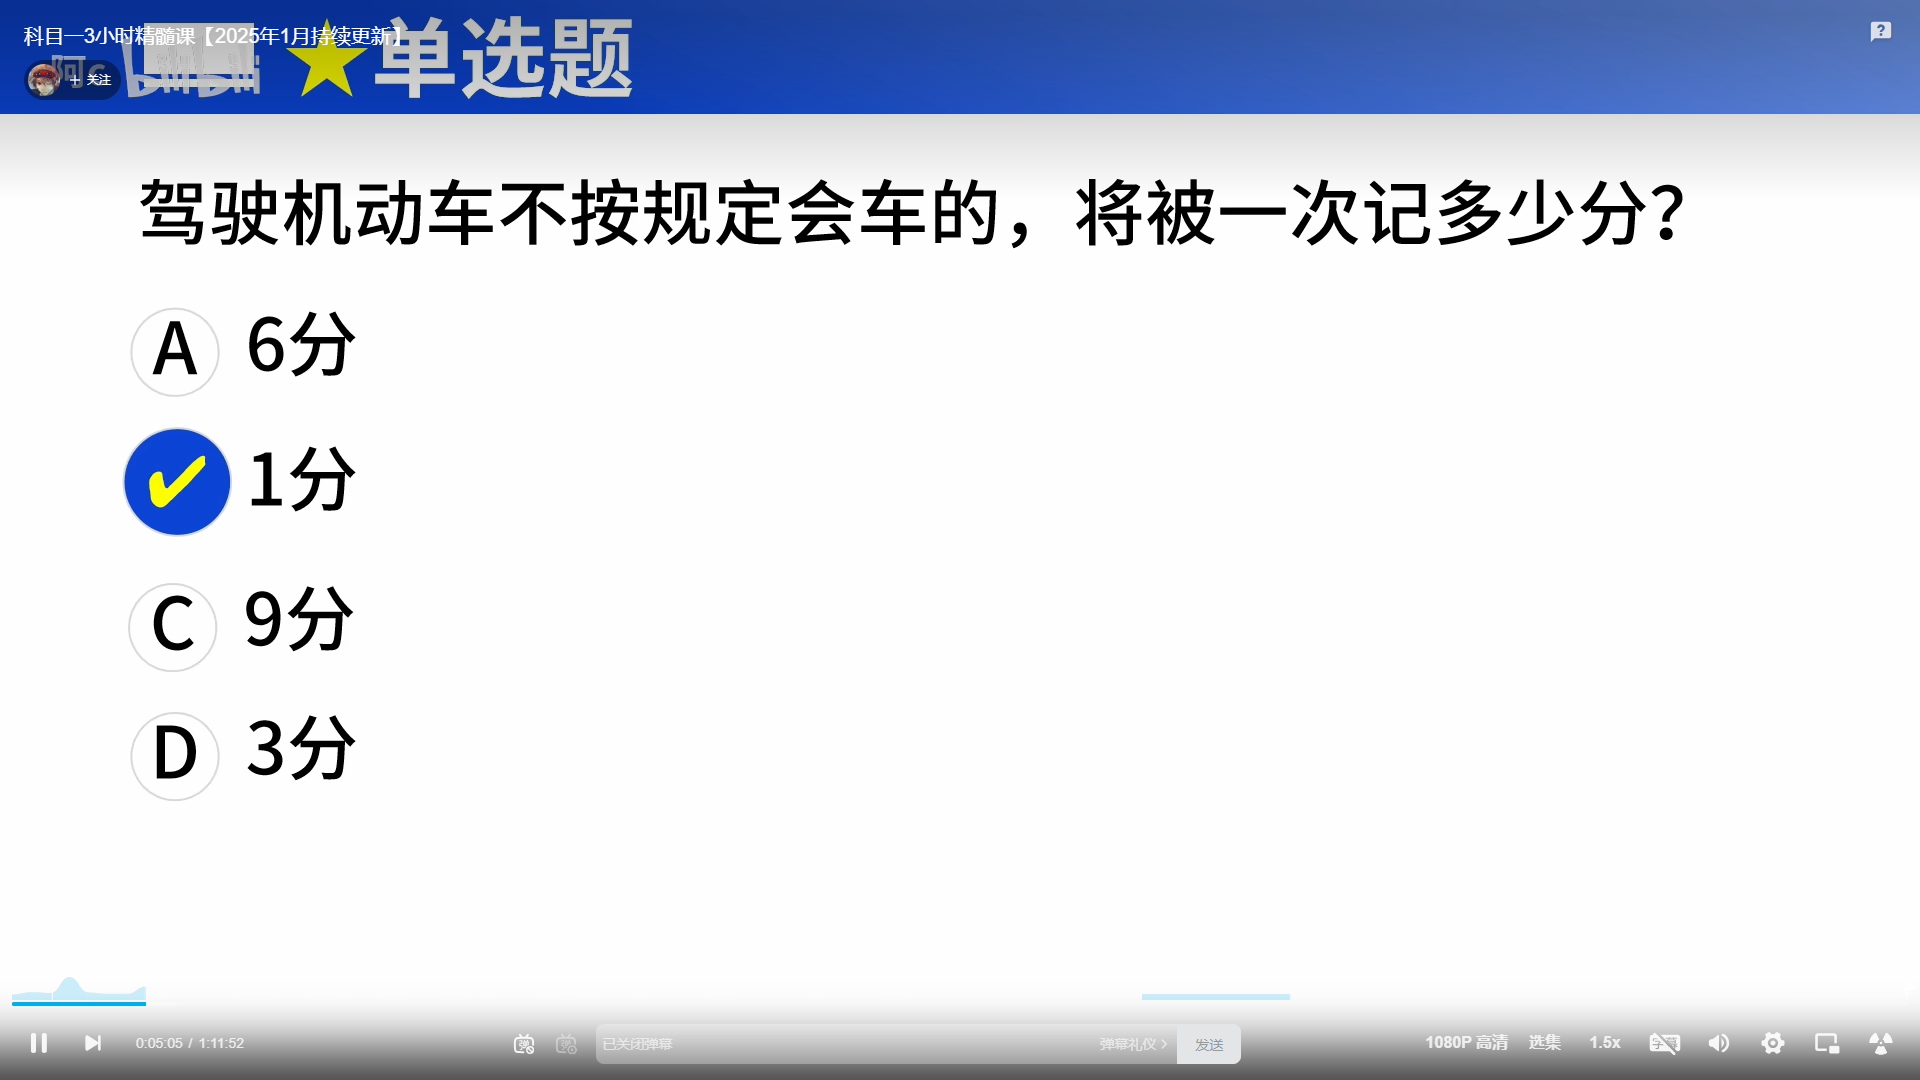 科目一3小时精髓课【2025年1月持续更新】
+ 关注
★单选题
驾驶机动车不按规定会车的，将被一次记多少分？
A 6分
✔ 1分
C 9分
D 3分
0:05:05 / 1:11:52
已关闭弹幕
弹幕礼仪 >
发送
1080P 高清
选集
1.5x